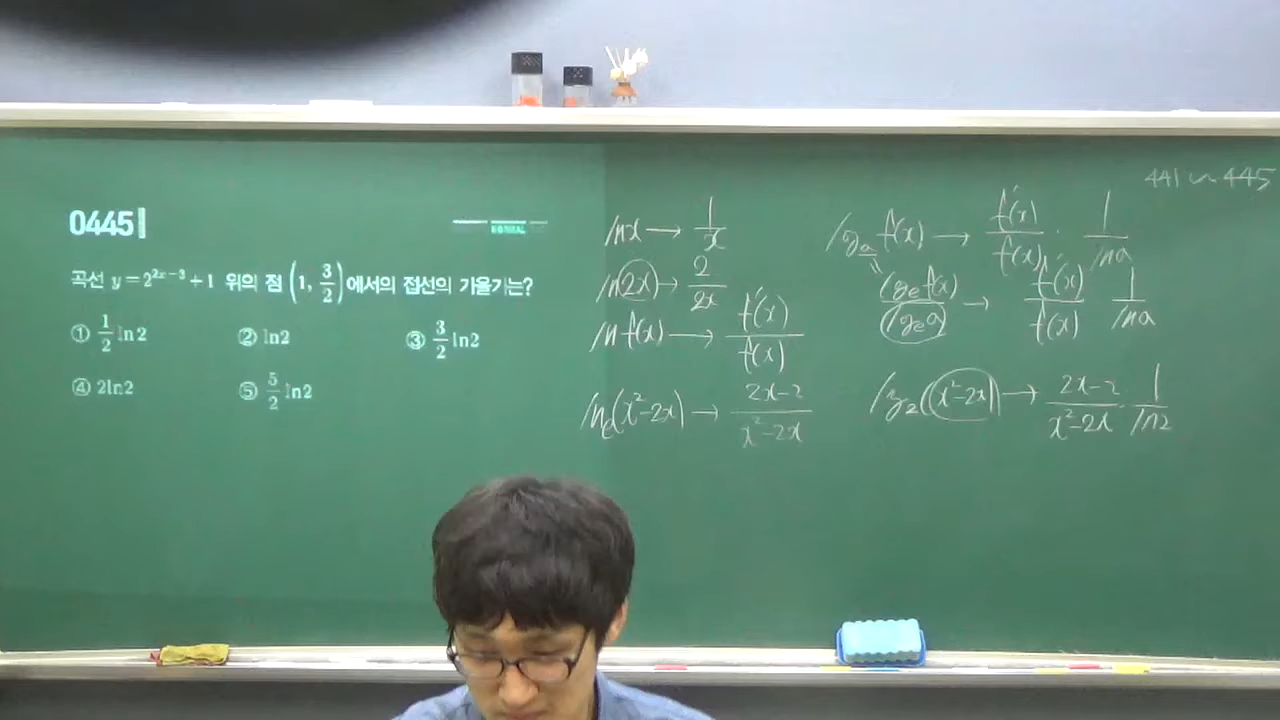 0445
NORMAL
곡선 y=2^{2x-3}+1 위의 점 (1, 3/2)에서의 접선의 기울기는?
① 1/2 ln2 ② ln2 ③ 3/2 ln2
④ 2ln2 ⑤ 5/2 ln2
ln x → 1/x
ln(2x) → 2/2x
ln f(x) → f'(x)/f(x)
ln_e(x²-2x) → 2x-2/x²-2x
441 ~ 445
log_a f(x) → f'(x)/f(x) · 1/ln a
= log_e f(x)/log_e a → f'(x)/f(x) 1/ln a
log_2(x²-2x) → 2x-2/x²-2x · 1/ln2